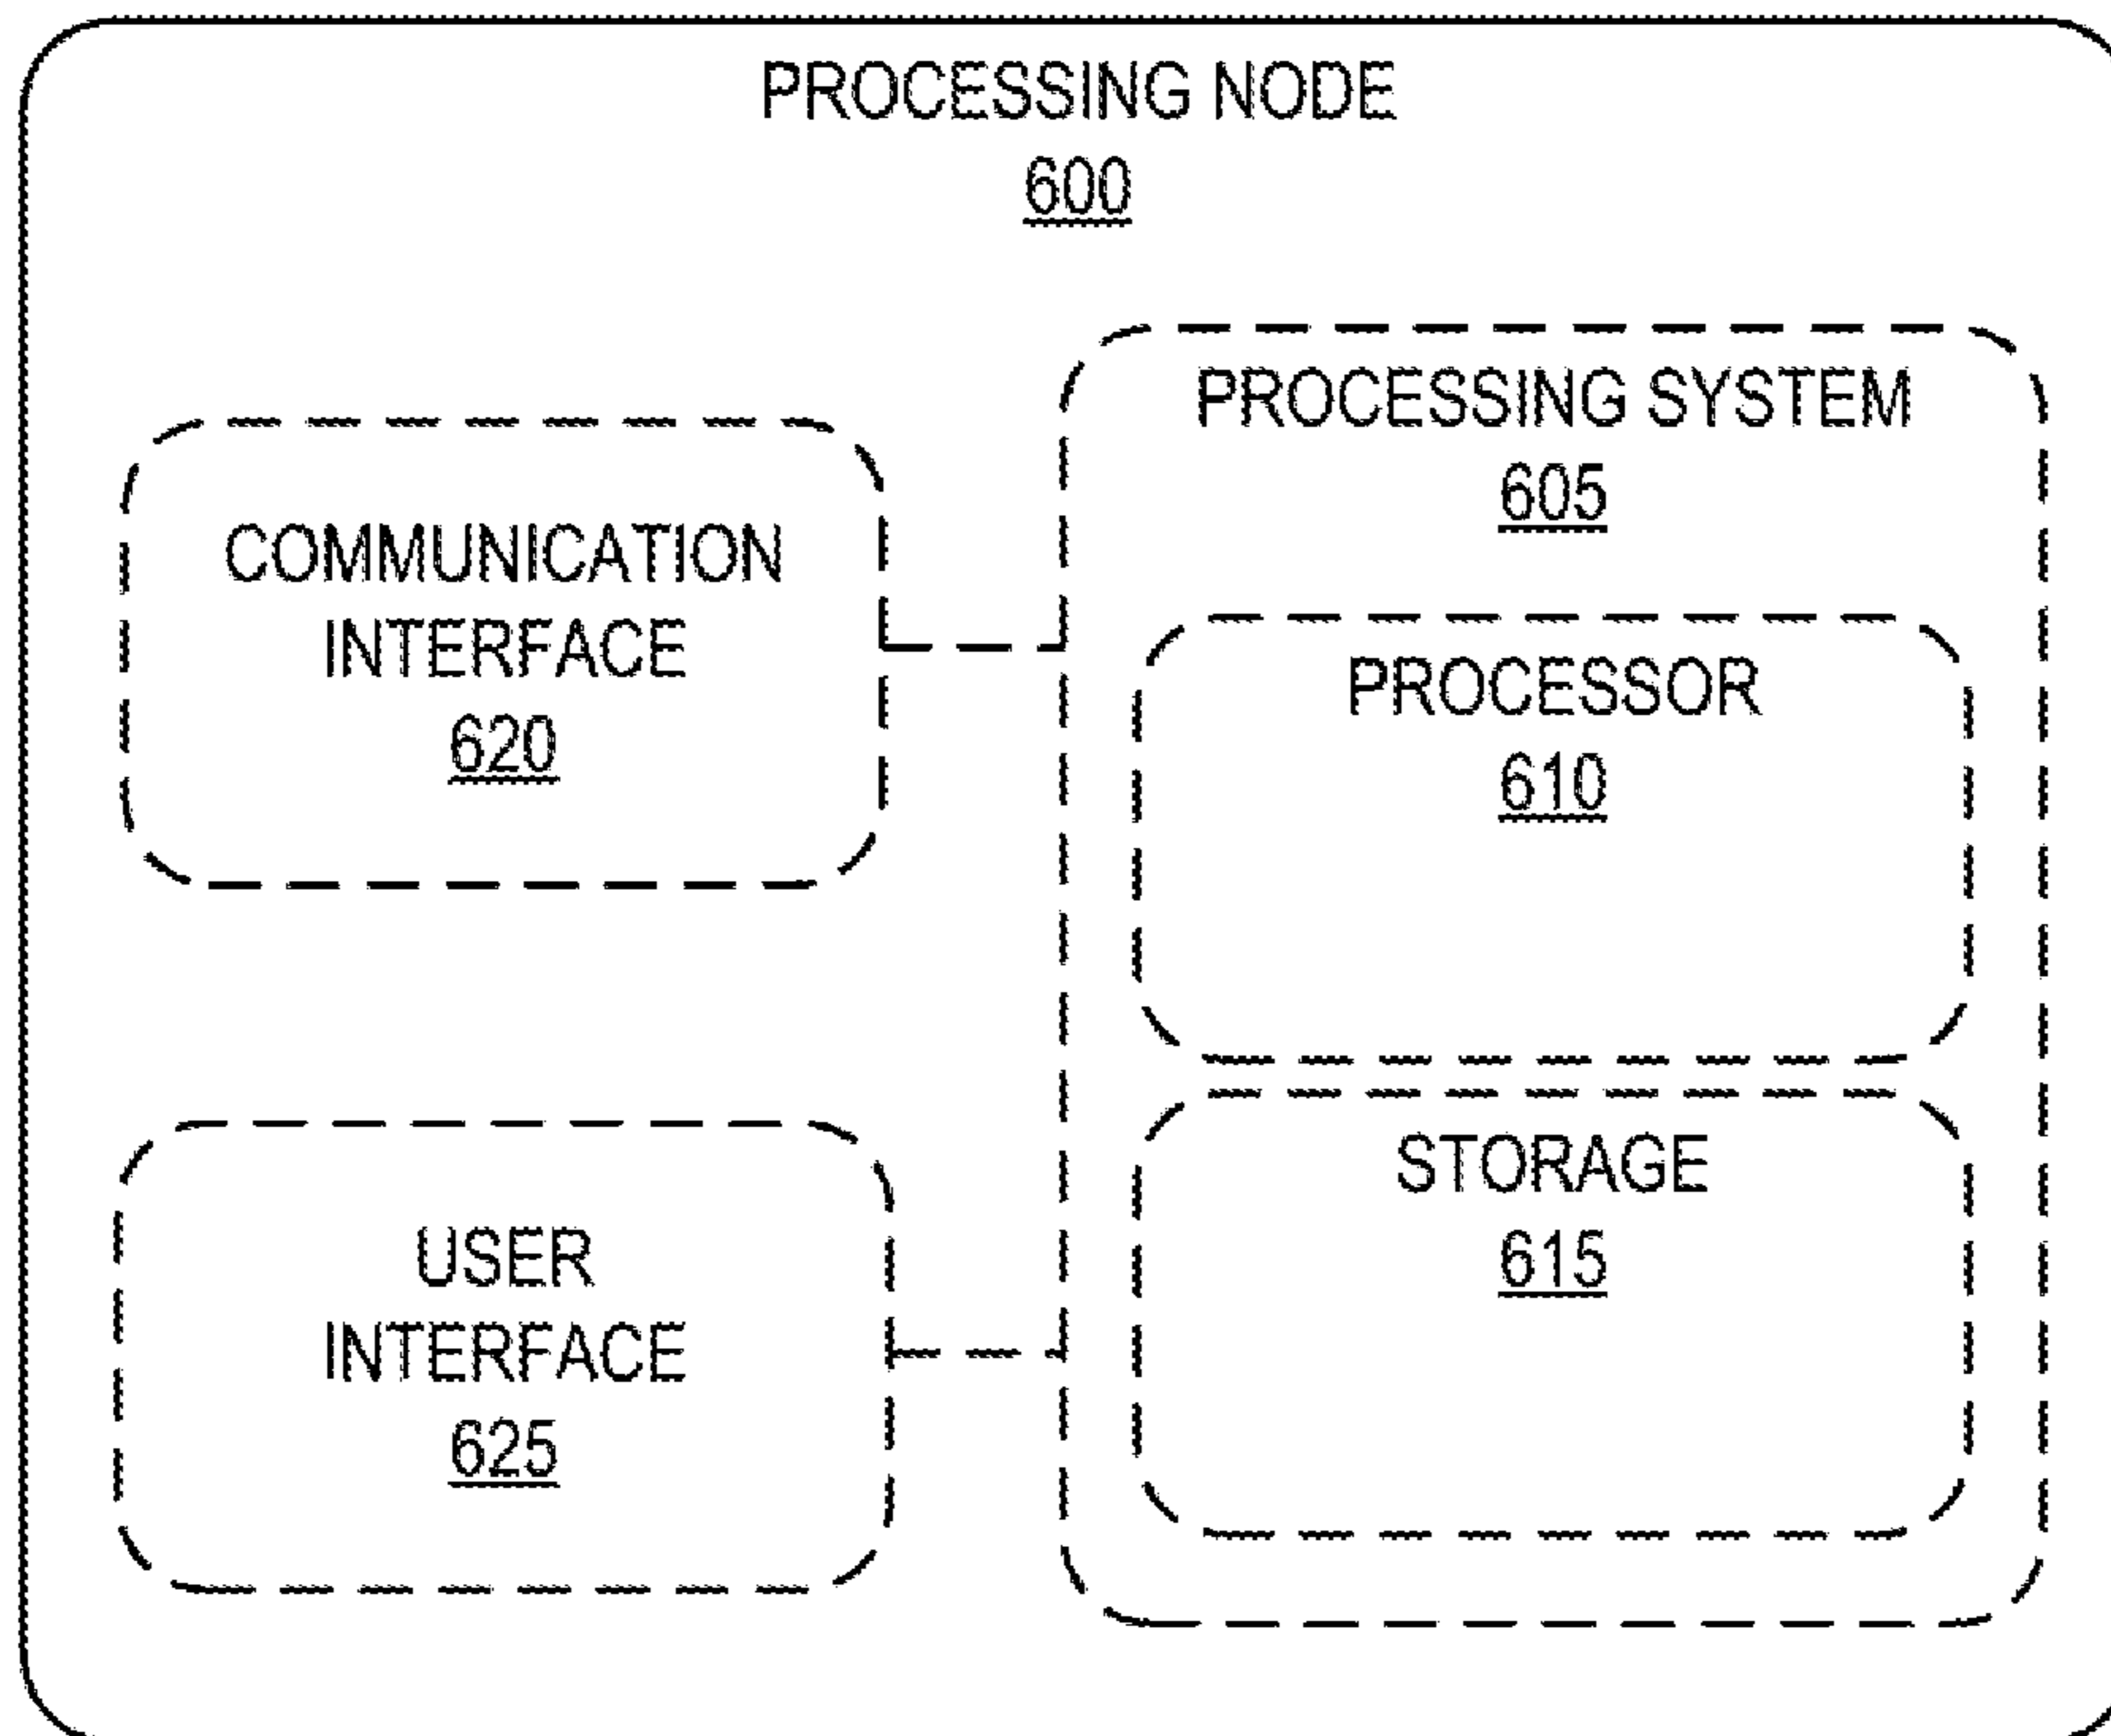 PROCESSING NODE
600
PROCESSING SYSTEM
605
COMMUNICATION
INTERFACE
620
PROCESSOR
610
STORAGE
615
USER
INTERFACE
625